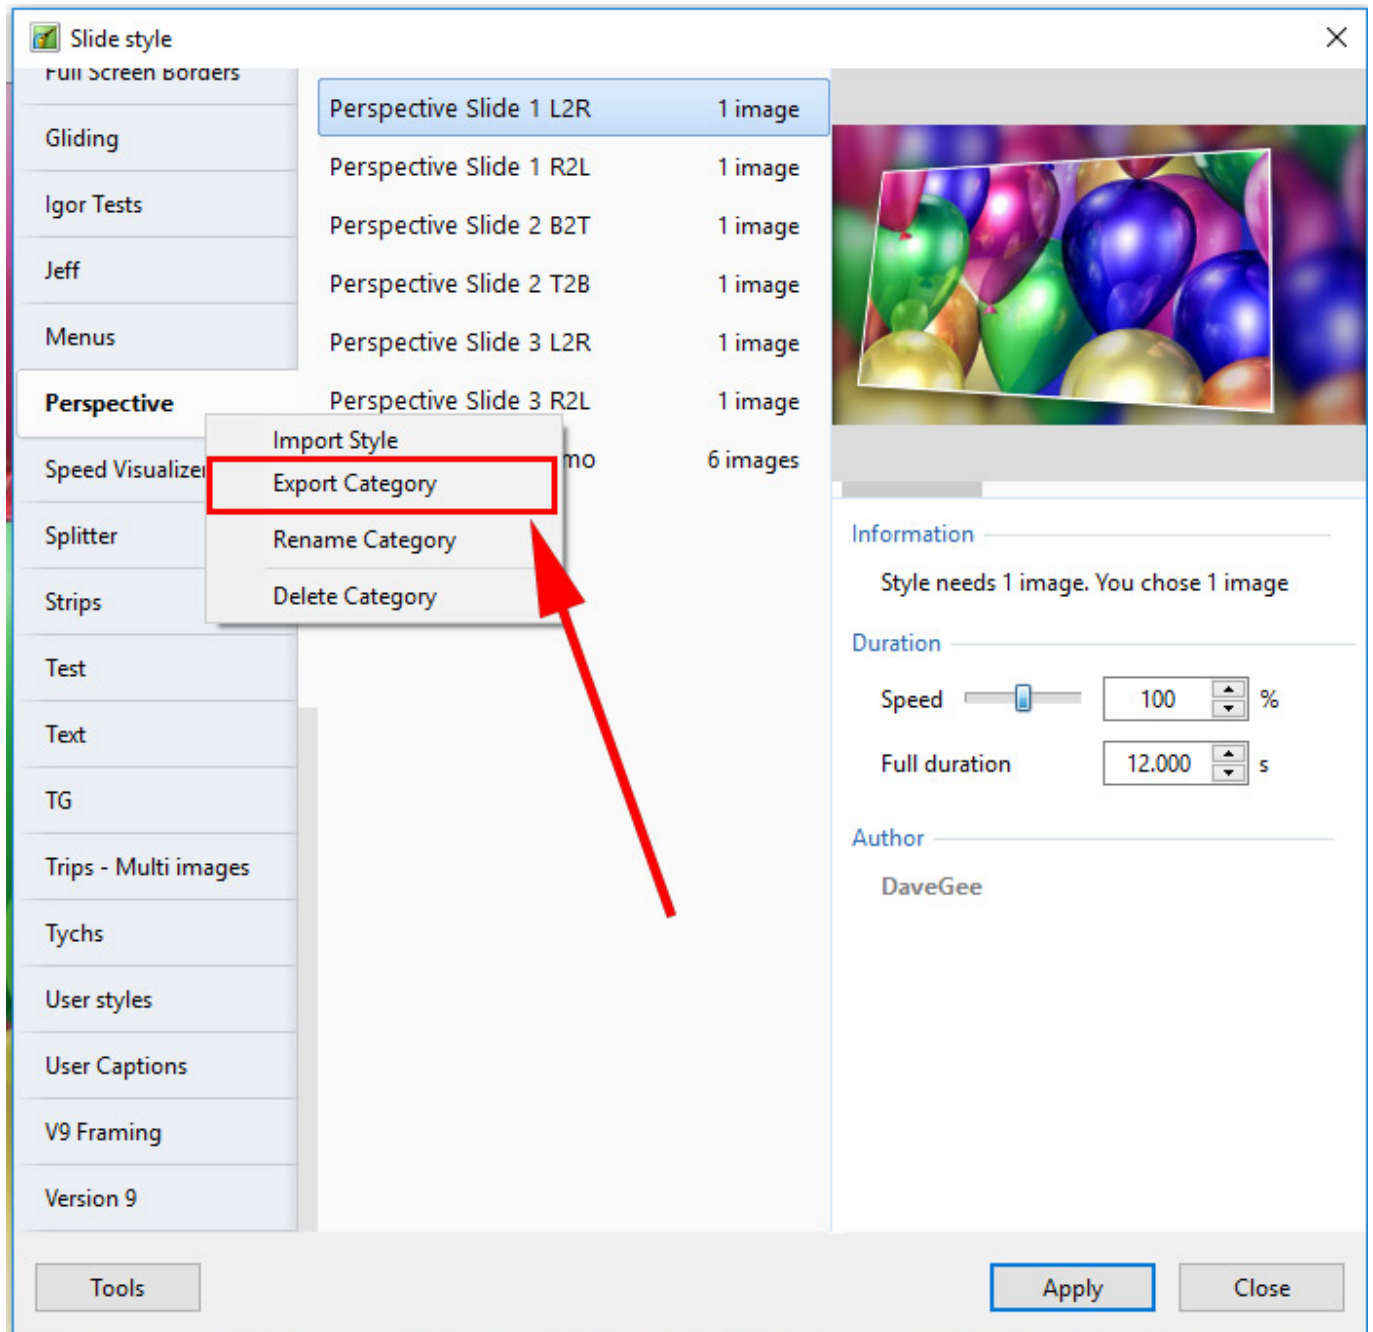 Slide style
Full Screen Borders
Gliding
Igor Tests
Jeff
Menus
Perspective
Speed Visualizer
Splitter
Strips
Test
Text
TG
Trips - Multi images
Tychs
User styles
User Captions
V9 Framing
Version 9
Perspective Slide 1 L2R 1 image
Perspective Slide 1 R2L 1 image
Perspective Slide 2 B2T 1 image
Perspective Slide 2 T2B 1 image
Perspective Slide 3 L2R 1 image
Perspective Slide 3 R2L 1 image
mo 6 images
Import Style
Export Category
Rename Category
Delete Category
Information
Style needs 1 image. You chose 1 image
Duration
Speed 100 %
Full duration 12.000 s
Author
DaveGee
Tools
Apply
Close